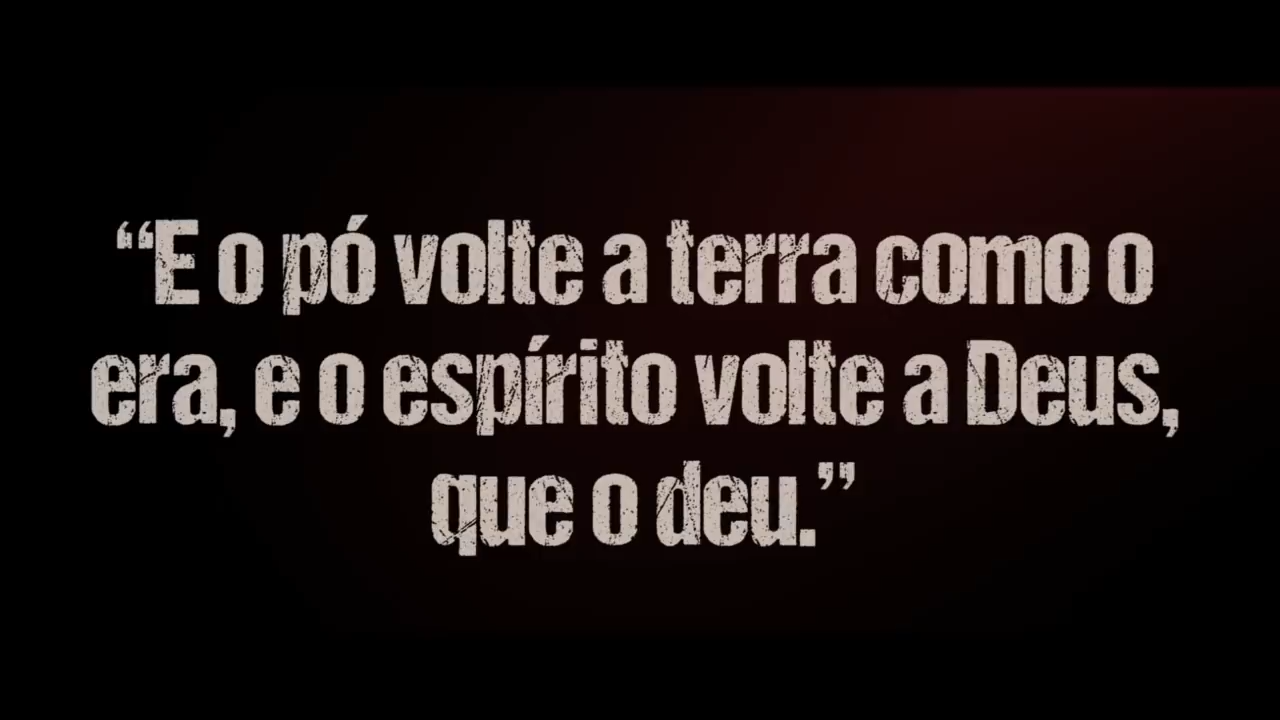 “E o pó volte a terra como o
era, e o espírito volte a Deus,
que o deu.”